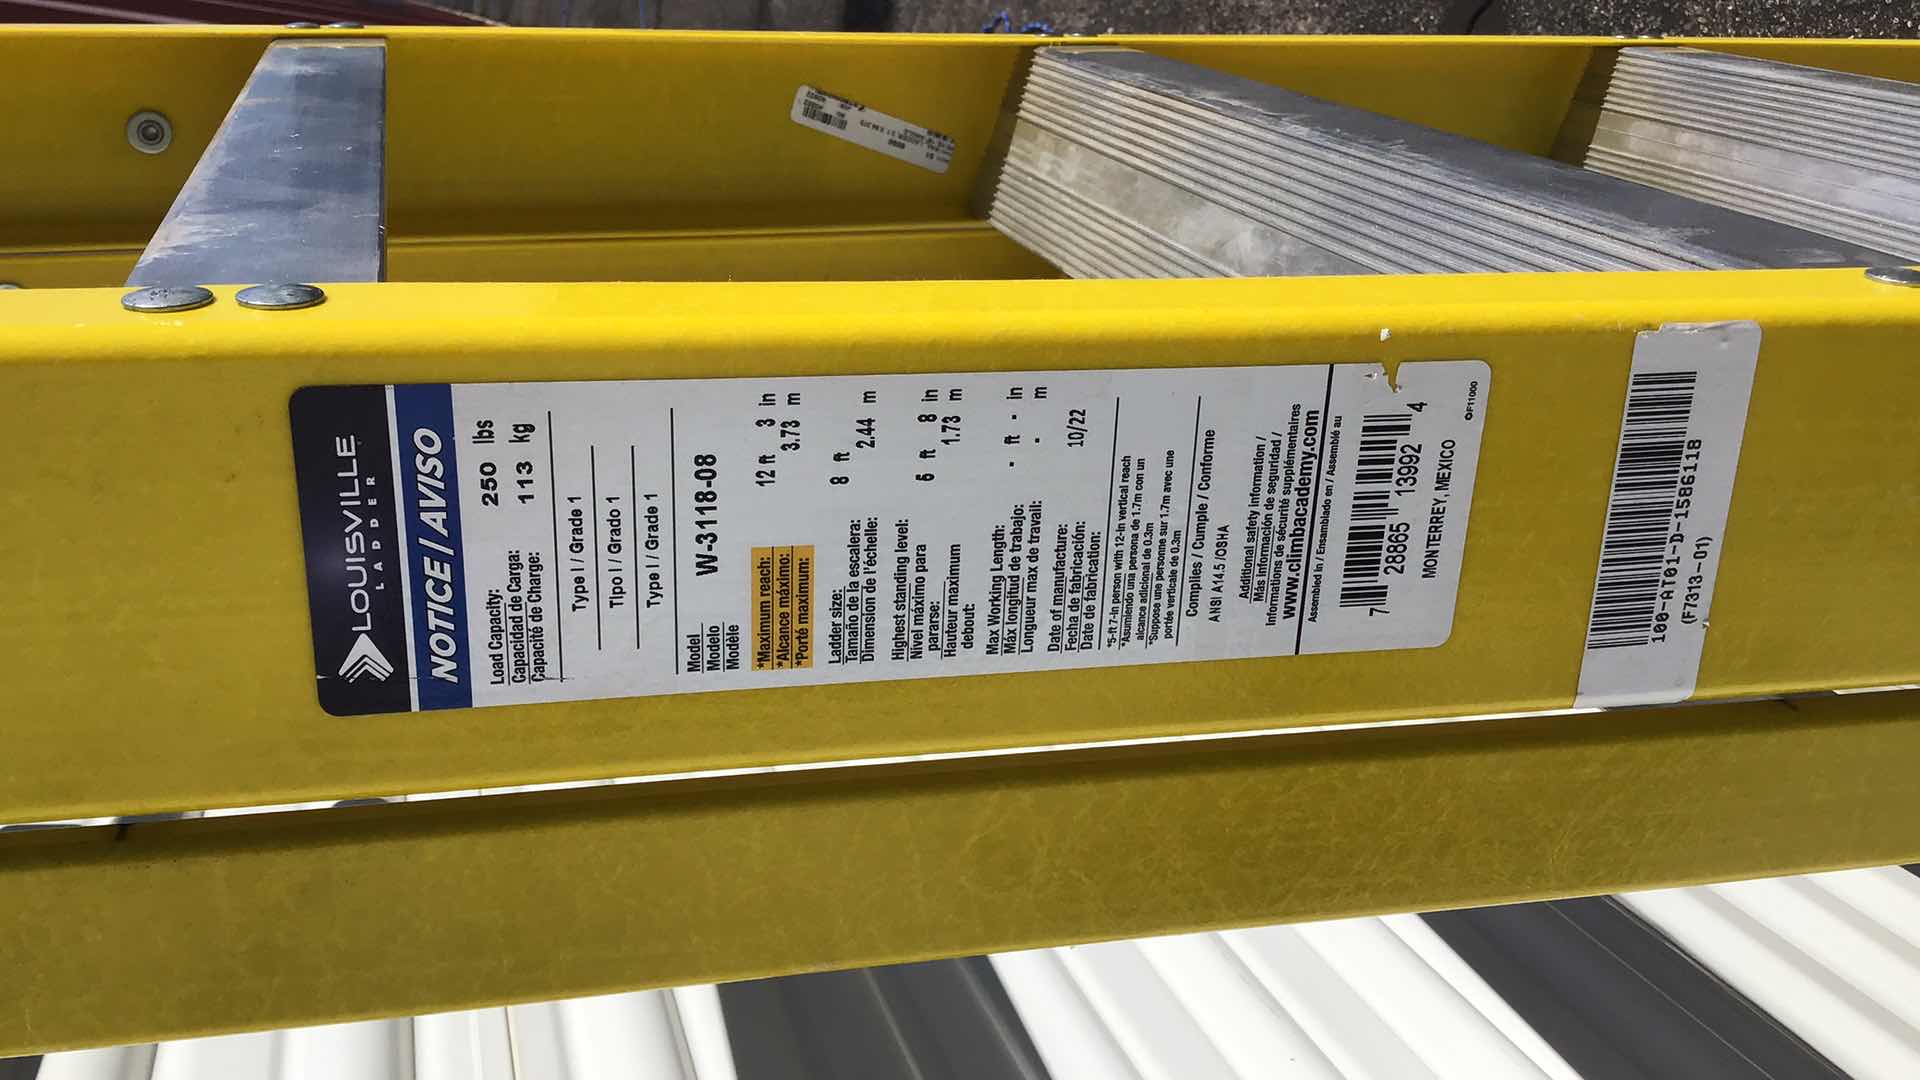 LOUISVILLE
LADDER
NOTICE / AVISO
Load Capacity: 250 lbs
Capacidad de Carga: 113 kg
Capacité de Charge:
Type I / Grade 1
Tipo I / Grado 1
Type I / Grade 1
Model
Modelo W-3118-08
Modèle
*Maximum reach: 12 ft 3 in
*Alcance máximo: 3.73 m
*Porté maximum:
Ladder size: 8 ft
Tamaño de la escalera: 2.44 m
Dimension de l'échelle:
Highest standing level: 6 ft 8 in
Nivel máximo para 1.73 m
pararse:
Hauteur maximum
debout:
Max Working Length: - ft - in
Máx longitud de trabajo: - m
Longueur max de travail:
Date of manufacture: 10/22
Fecha de fabricación:
Date de fabrication:
*5-ft 7-in person with 12-in vertical reach
*Asumiendo una persona de 1.7m con un
alcance adicional de 0.3m
*Suppose une personne sur 1.7m avec une
portée verticale de 0.3m
Complies / Cumple / Conforme
ANSI A14.5 /OSHA
Additional safety information /
Más información de seguridad /
Informations de sécurité supplémentaires
www.climbacademy.com
Assembled in / Ensamblado en / Assemblé au
7 28865 13992 4
MONTERREY, MEXICO
OF11000
100-AT01-D-1586118
(F7313-01)